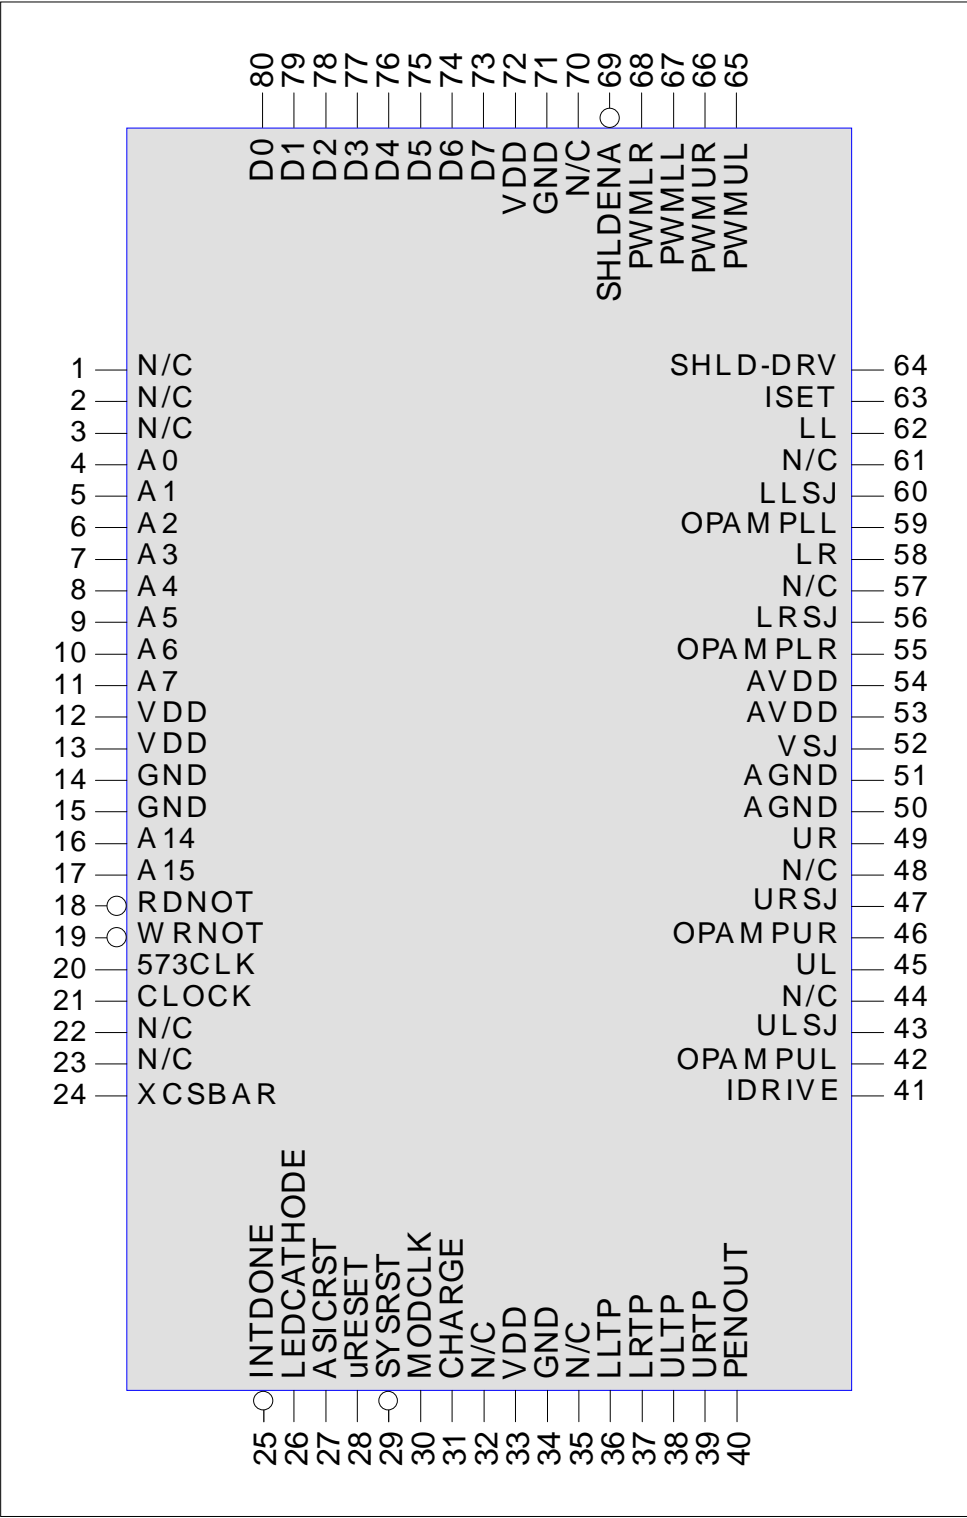 80 79 78 77 76 75 74 73 72 71 70 69 68 67 66 65
D0 D1 D2 D3 D4 D5 D6 D7 VDD GND N/C SHLDENA PWMLR PWMLL PWMUR PWMUL
1 N/C SHLD-DRV 64
2 N/C ISET 63
3 N/C LL 62
4 A0 N/C 61
5 A1 LLSJ 60
6 A2 OPAMPLL 59
7 A3 LR 58
8 A4 N/C 57
9 A5 LRSJ 56
10 A6 OPAMPLR 55
11 A7 AVDD 54
12 VDD AVDD 53
13 VDD VSJ 52
14 GND AGND 51
15 GND AGND 50
16 A14 UR 49
17 A15 N/C 48
18 RDNOT URSJ 47
19 WRNOT OPAMPUR 46
20 573CLK UL 45
21 CLOCK N/C 44
22 N/C ULSJ 43
23 N/C OPAMPUL 42
24 XCSBAR IDRIVE 41
INTDONE LEDCATHODE ASICRST uRESET SYSRST MODCLK CHARGE N/C VDD GND N/C LLTP LRTP ULTP URTP PENOUT
25 26 27 28 29 30 31 32 33 34 35 36 37 38 39 40